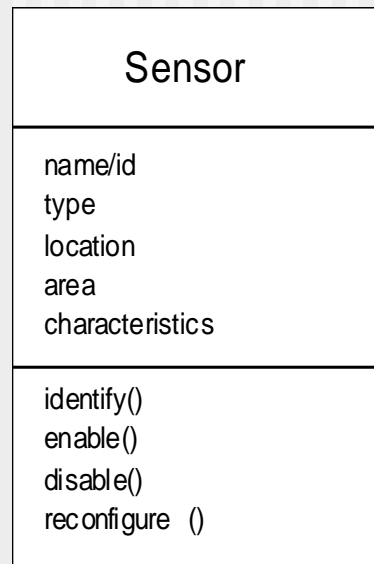 Sensor
name/id
type
location
area
characteristics
identify()
enable()
disable()
reconfigure ()